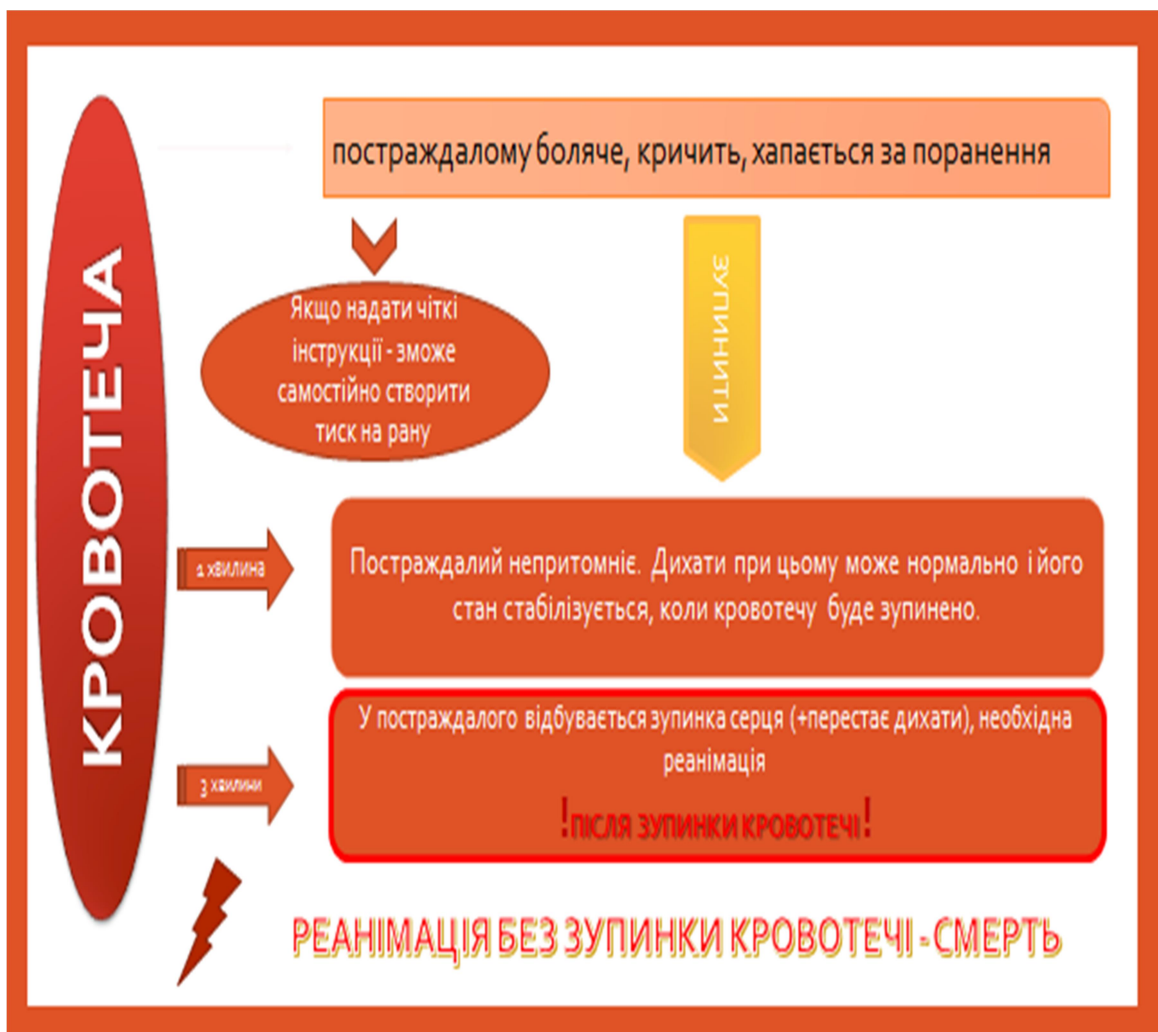 КРОВОТЕЧА
постраждалому боляче, кричить, хапається за поранення
Якщо надати чіткі
інструкції - зможе
самостійно створити
тиск на рану
ЗУПИНИТИ
1 хвилина
Постраждалий непритомніє. Дихати при цьому може нормально і його
стан стабілізується, коли кровотечу буде зупинено.
3 хвилини
У постраждалого відбувається зупинка серця (+перестає дихати), необхідна
реанімація
!ПІСЛЯ ЗУПИНКИ КРОВОТЕЧІ!
РЕАНІМАЦІЯ БЕЗ ЗУПИНКИ КРОВОТЕЧІ - СМЕРТЬ